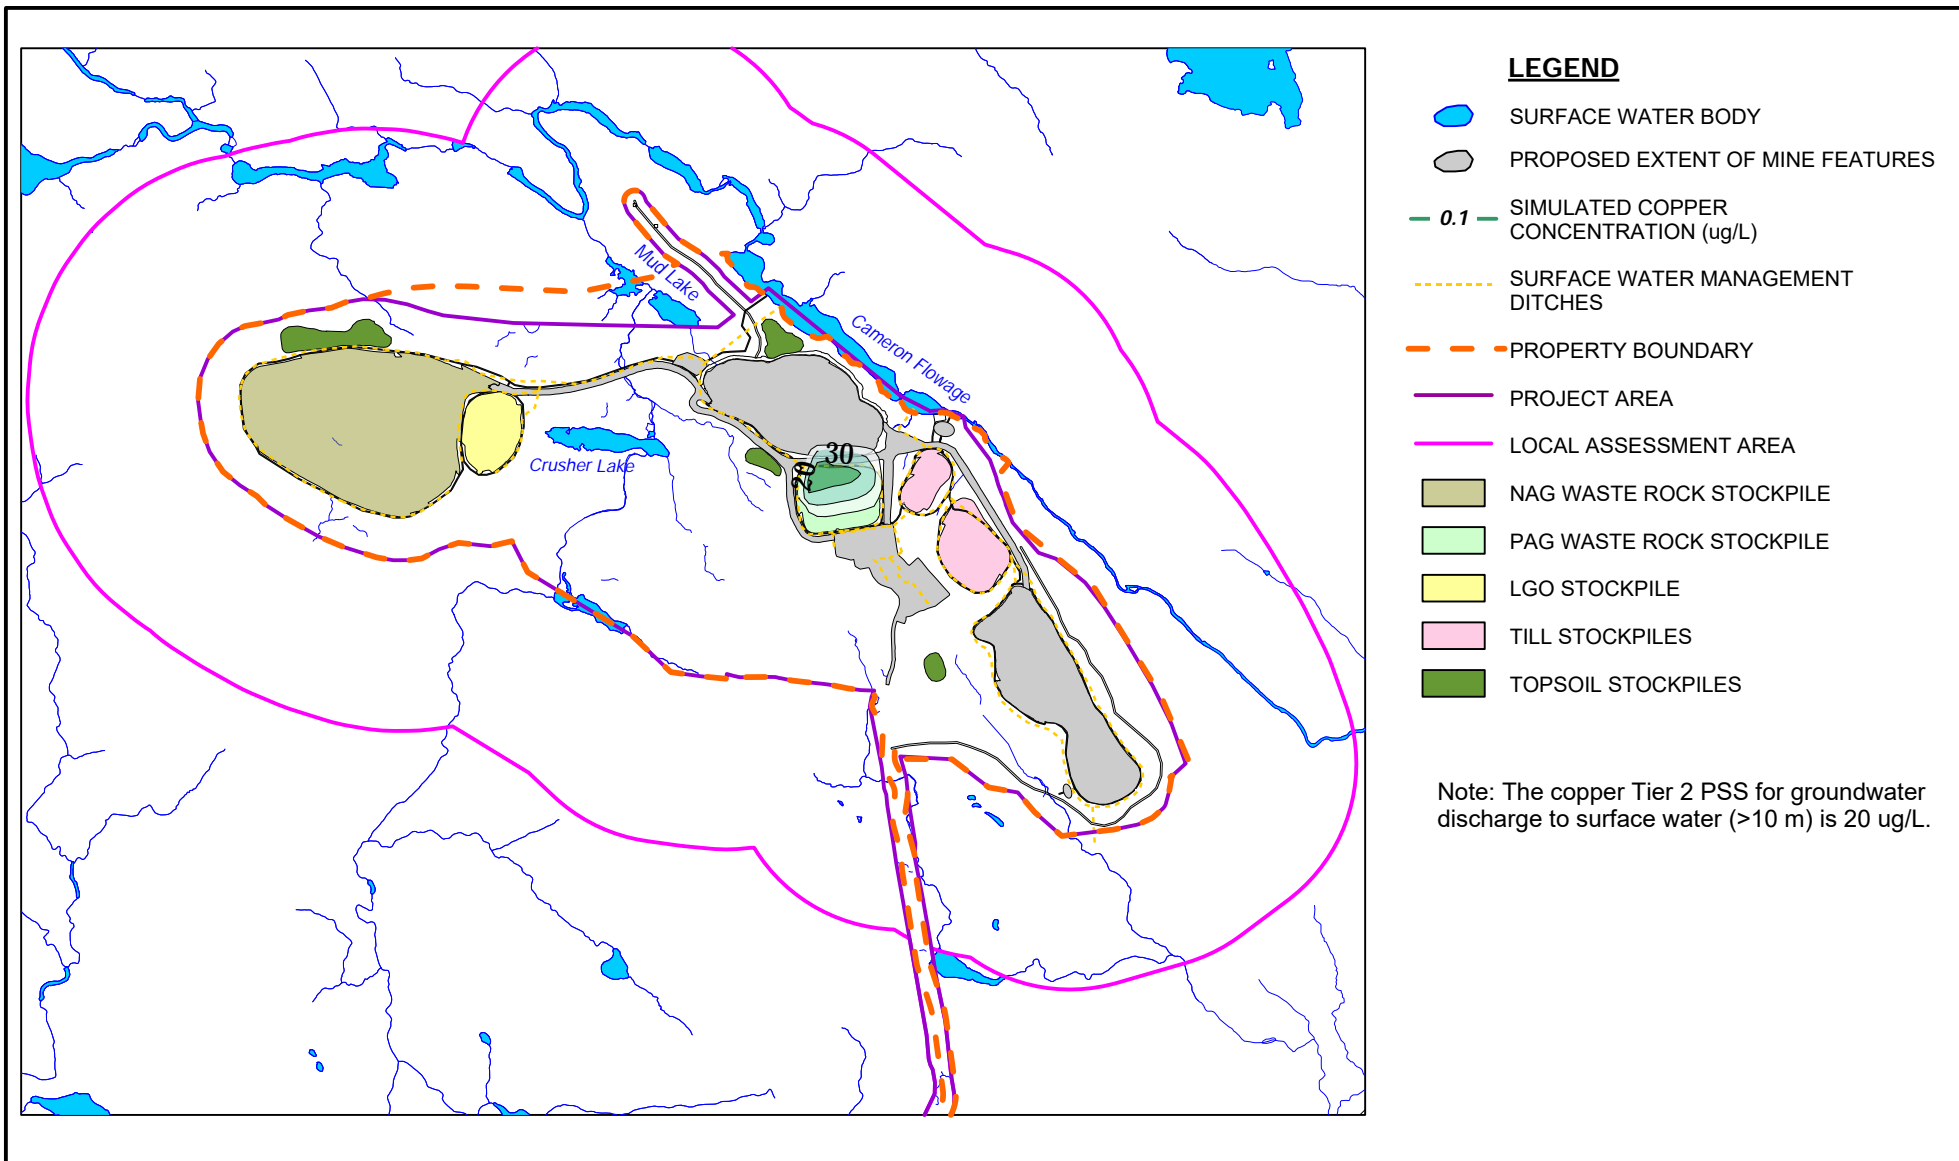 LEGEND
SURFACE WATER BODY
PROPOSED EXTENT OF MINE FEATURES
0.1
SIMULATED COPPER
CONCENTRATION (ug/L)
SURFACE WATER MANAGEMENT
DITCHES
PROPERTY BOUNDARY
PROJECT AREA
LOCAL ASSESSMENT AREA
NAG WASTE ROCK STOCKPILE
PAG WASTE ROCK STOCKPILE
LGO STOCKPILE
TILL STOCKPILES
TOPSOIL STOCKPILES
Note: The copper Tier 2 PSS for groundwater
discharge to surface water (>10 m) is 20 ug/L.
Mud Lake
Cameron Flowage
Crusher Lake
30
20